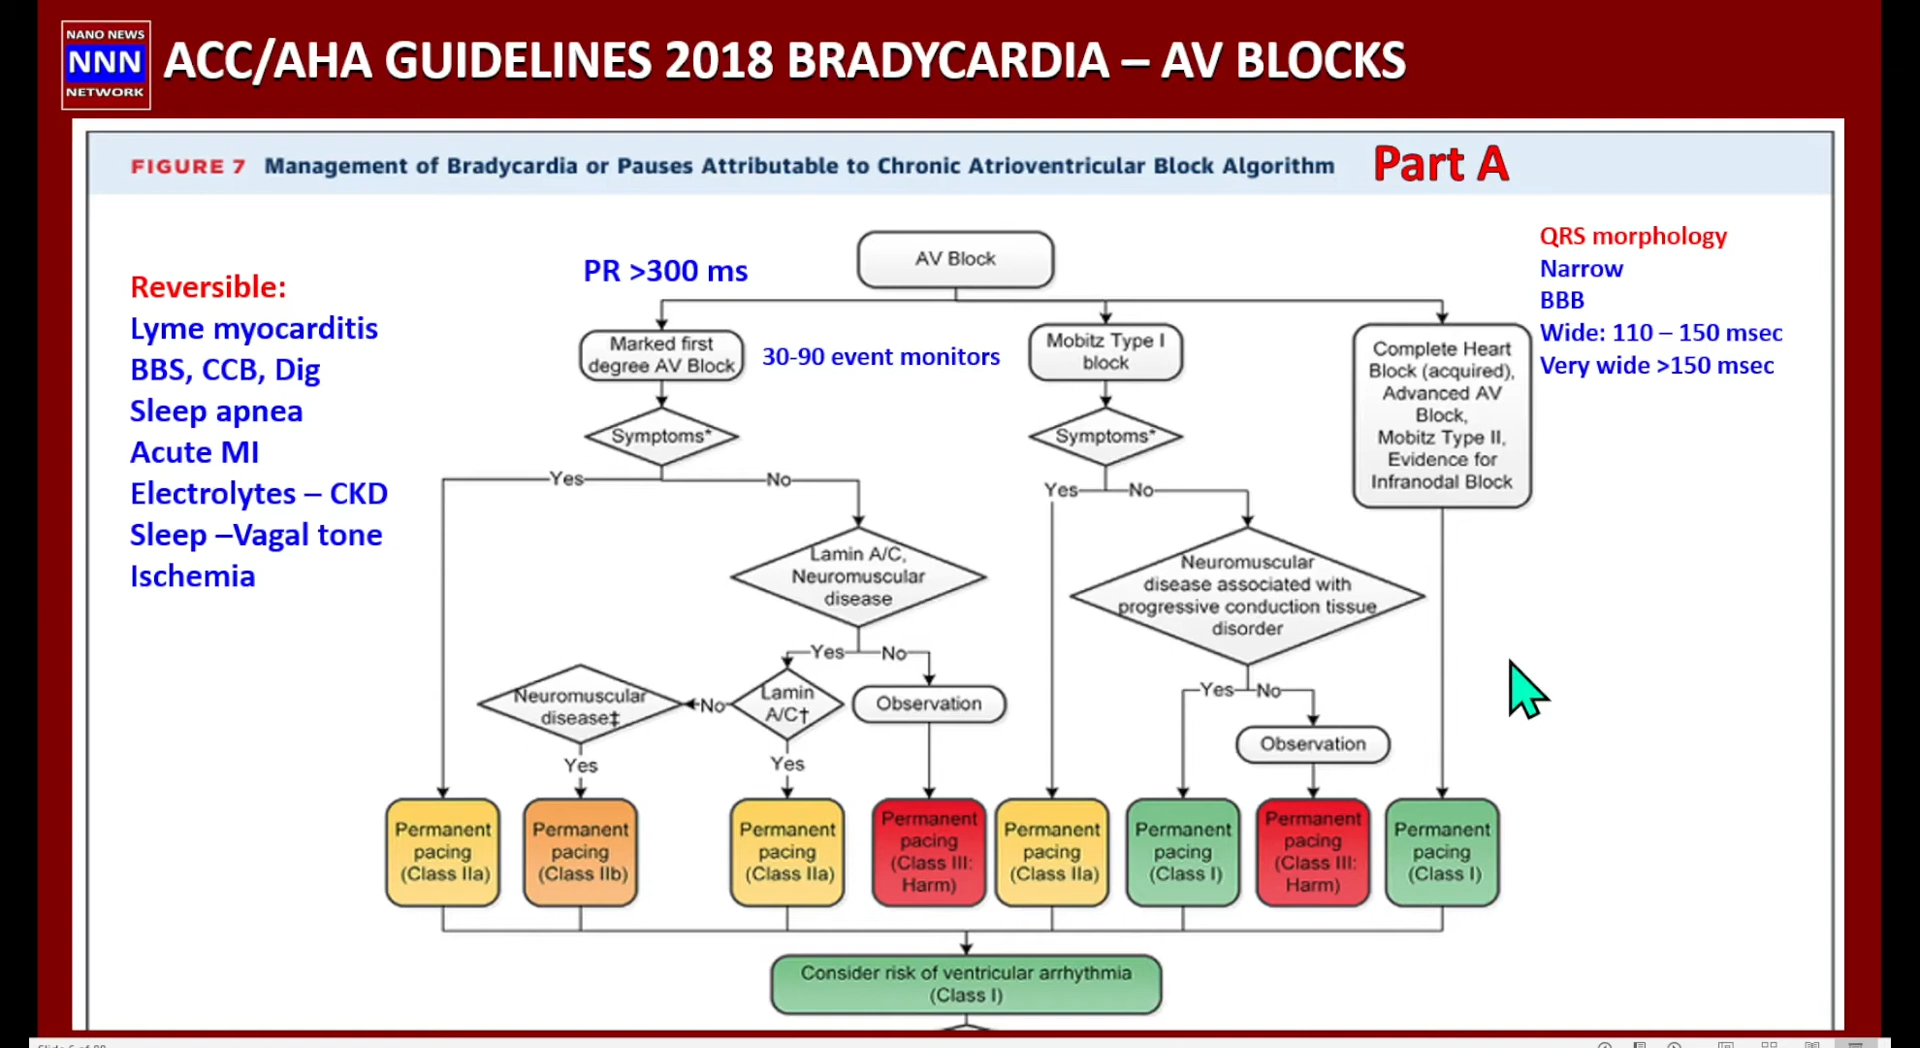 NANO NEWS
NNN
NETWORK
ACC/AHA GUIDELINES 2018 BRADYCARDIA – AV BLOCKS
FIGURE 7 Management of Bradycardia or Pauses Attributable to Chronic Atrioventricular Block Algorithm
Part A
Reversible:
Lyme myocarditis
BBS, CCB, Dig
Sleep apnea
Acute MI
Electrolytes – CKD
Sleep –Vagal tone
Ischemia
PR >300 ms
30-90 event monitors
QRS morphology
Narrow
BBB
Wide: 110 – 150 msec
Very wide >150 msec
AV Block
Marked first
degree AV Block
Mobitz Type I
block
Complete Heart
Block (acquired),
Advanced AV
Block,
Mobitz Type II,
Evidence for
Infranodal Block
Symptoms*
Symptoms*
Yes
No
Yes
No
Lamin A/C,
Neuromuscular
disease
Neuromuscular
disease associated with
progressive conduction tissue
disorder
Yes
No
Yes
No
Neuromuscular
disease‡
No
Lamin
A/C†
Observation
Observation
Yes
Yes
Permanent
pacing
(Class IIa)
Permanent
pacing
(Class IIb)
Permanent
pacing
(Class IIa)
Permanent
pacing
(Class III:
Harm)
Permanent
pacing
(Class IIa)
Permanent
pacing
(Class I)
Permanent
pacing
(Class III:
Harm)
Permanent
pacing
(Class I)
Consider risk of ventricular arrhythmia
(Class I)